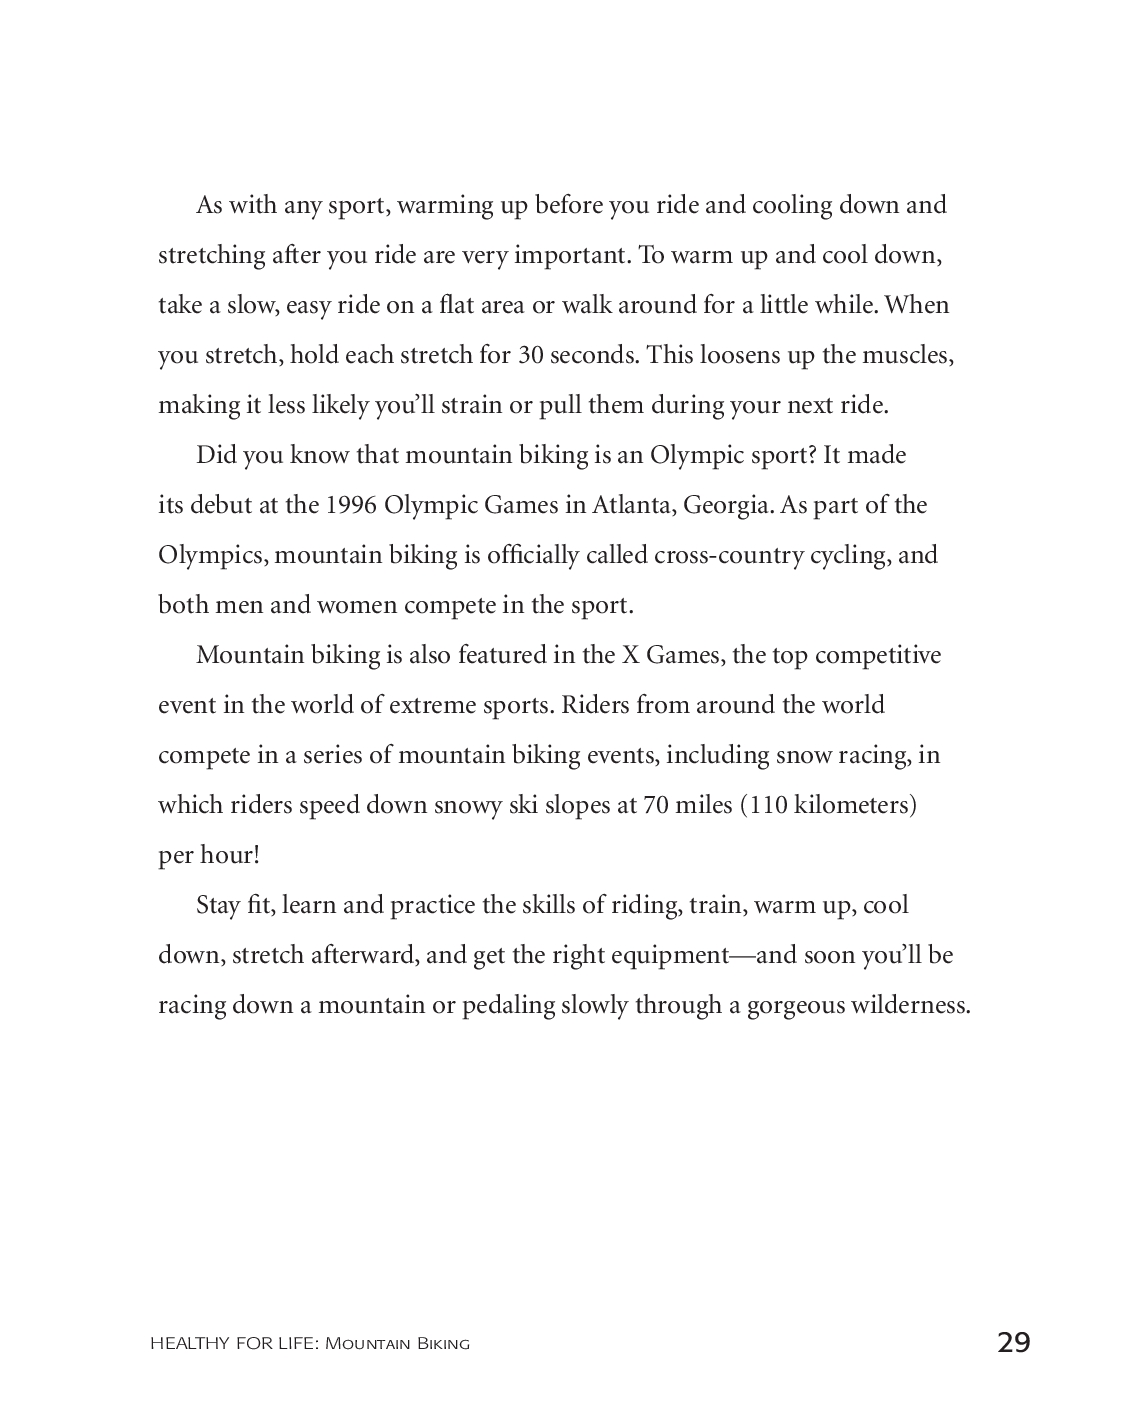 As with any sport, warming up before you ride and cooling down and
stretching after you ride are very important. To warm up and cool down,
take a slow, easy ride on a flat area or walk around for a little while. When
you stretch, hold each stretch for 30 seconds. This loosens up the muscles,
making it less likely you’ll strain or pull them during your next ride.
Did you know that mountain biking is an Olympic sport? It made
its debut at the 1996 Olympic Games in Atlanta, Georgia. As part of the
Olympics, mountain biking is officially called cross-country cycling, and
both men and women compete in the sport.
Mountain biking is also featured in the X Games, the top competitive
event in the world of extreme sports. Riders from around the world
compete in a series of mountain biking events, including snow racing, in
which riders speed down snowy ski slopes at 70 miles (110 kilometers)
per hour!
Stay fit, learn and practice the skills of riding, train, warm up, cool
down, stretch afterward, and get the right equipment—and soon you’ll be
racing down a mountain or pedaling slowly through a gorgeous wilderness.
HEALTHY FOR LIFE: Mountain Biking 29